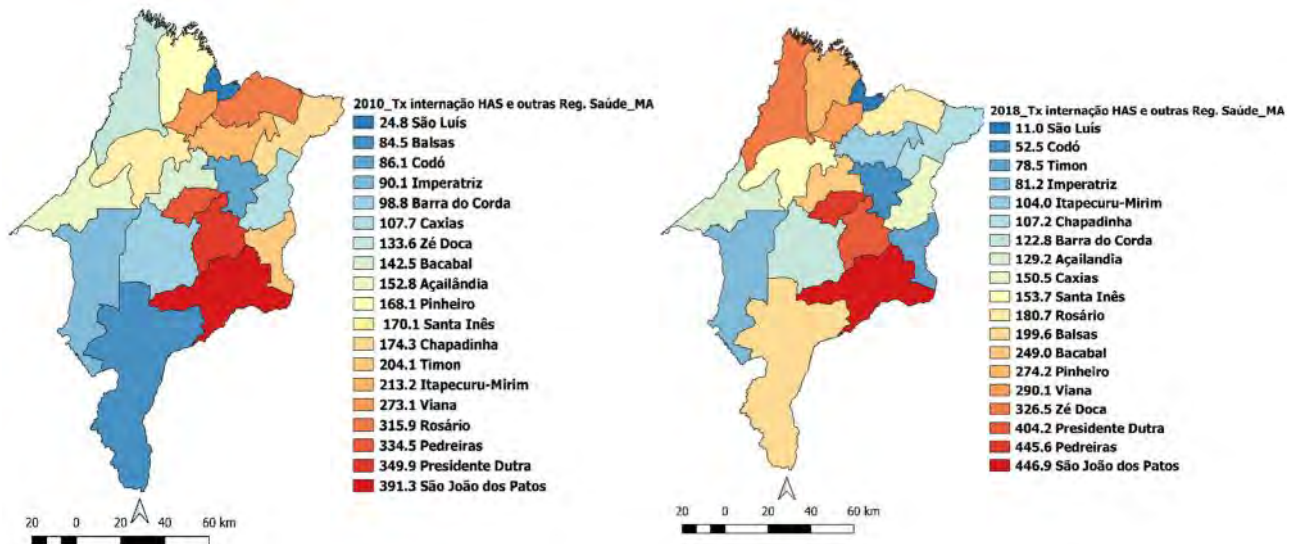 2010_Tx internação HAS e outras Reg. Saúde_MA
24.8 São Luís
84.5 Balsas
86.1 Codó
90.1 Imperatriz
98.8 Barra do Corda
107.7 Caxias
133.6 Zé Doca
142.5 Bacabal
152.8 Açailândia
168.1 Pinheiro
170.1 Santa Inês
174.3 Chapadinha
204.1 Timon
213.2 Itapecuru-Mirim
273.1 Viana
315.9 Rosário
334.5 Pedreiras
349.9 Presidente Dutra
391.3 São João dos Patos
20 0 20 40 60 km
2018_Tx internação HAS e outras Reg. Saúde_MA
11.0 São Luís
52.5 Codó
78.5 Timon
81.2 Imperatriz
104.0 Itapecuru-Mirim
107.2 Chapadinha
122.8 Barra do Corda
129.2 Açailandia
150.5 Caxias
153.7 Santa Inês
180.7 Rosário
199.6 Balsas
249.0 Bacabal
274.2 Pinheiro
290.1 Viana
326.5 Zé Doca
404.2 Presidente Dutra
445.6 Pedreiras
446.9 São João dos Patos
20 0 20 40 60 km